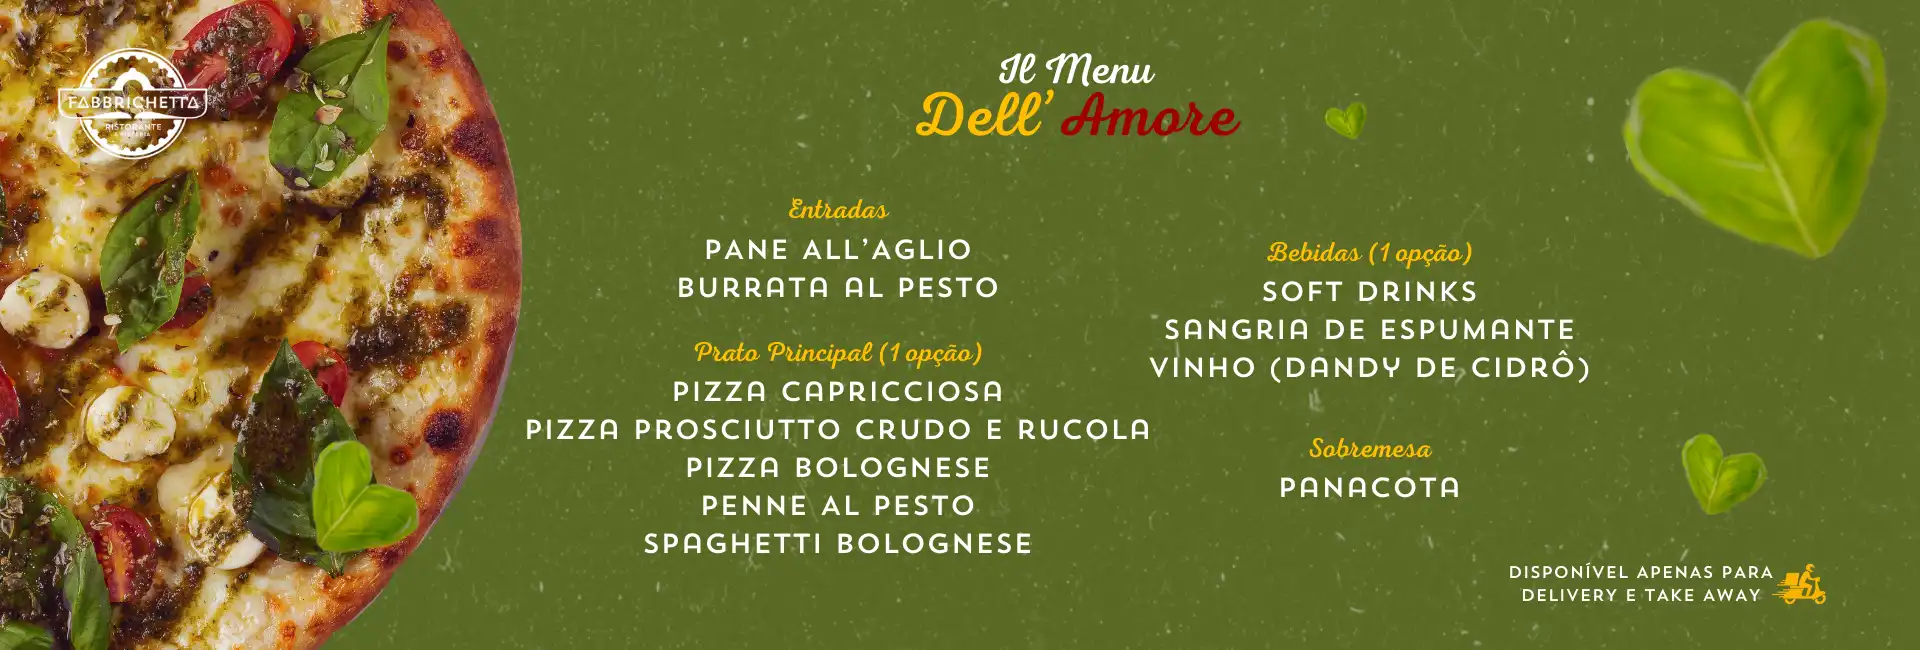 FABBRICHETTA
RISTORANTE
& PIZZERIA
Il Menu
Dell' Amore
Entradas
PANE ALL'AGLIO
BURRATA AL PESTO
Prato Principal (1 opção)
PIZZA CAPRICCIOSA
PIZZA PROSCIUTTO CRUDO E RUCOLA
PIZZA BOLOGNESE
PENNE AL PESTO
SPAGHETTI BOLOGNESE
Bebidas (1 opção)
SOFT DRINKS
SANGRIA DE ESPUMANTE
VINHO (DANDY DE CIDRÔ)
Sobremesa
PANACOTA
DISPONÍVEL APENAS PARA
DELIVERY E TAKE AWAY